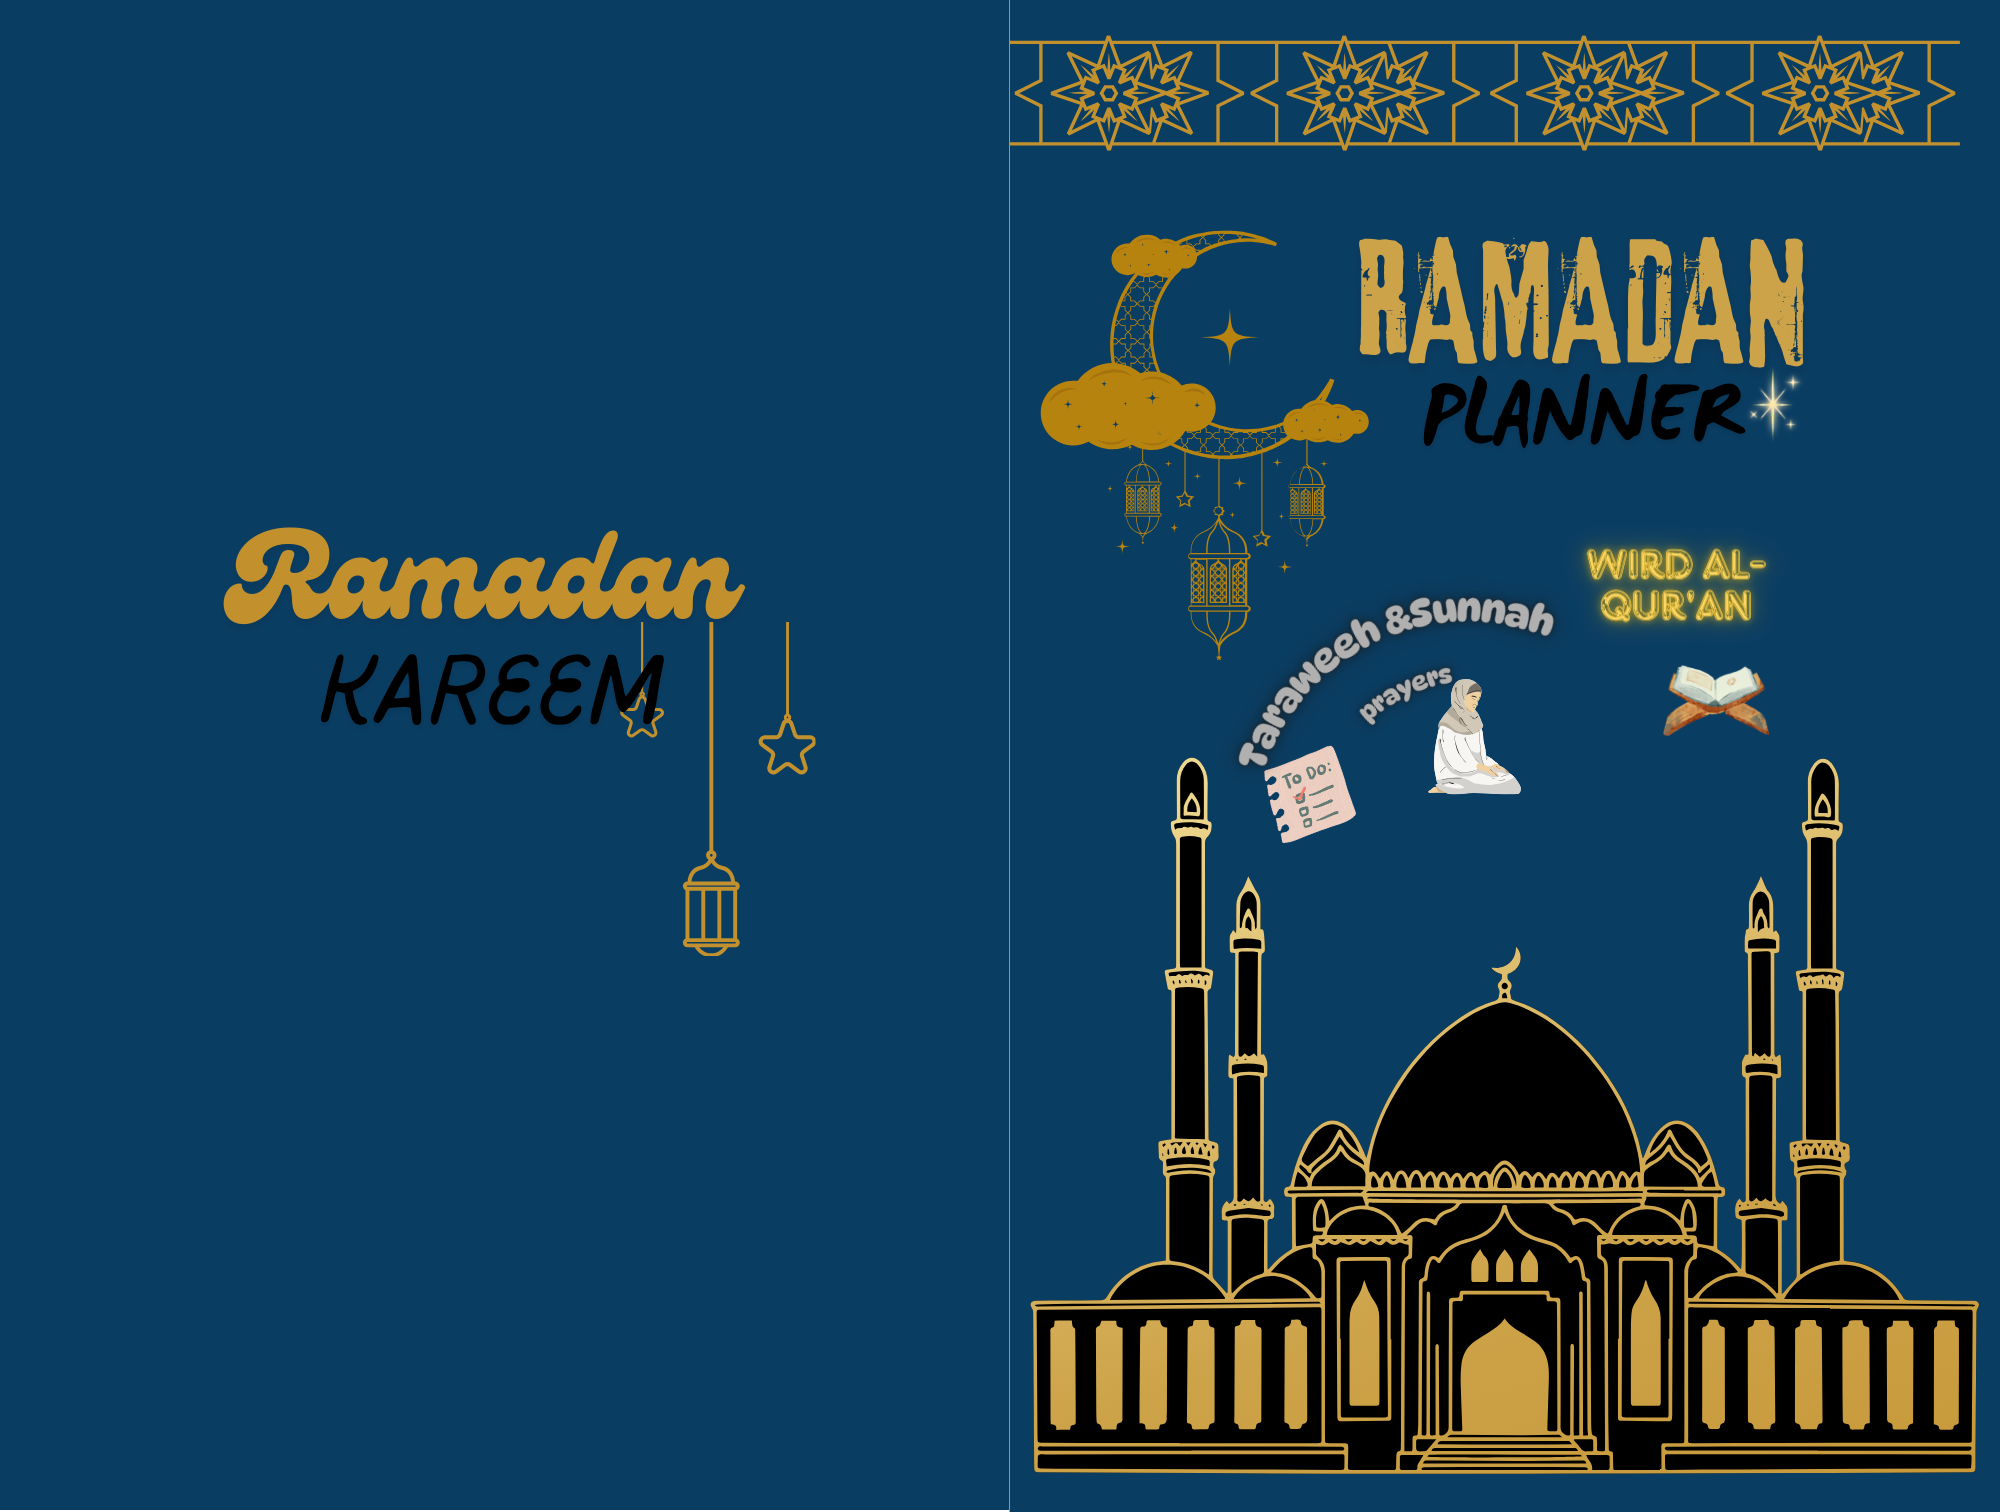 Ramadan
KAREEM
RAMADAN
PLANNER
WIRD AL-
QUR'AN
Taraweeh &Sunnah
prayers
To Do: